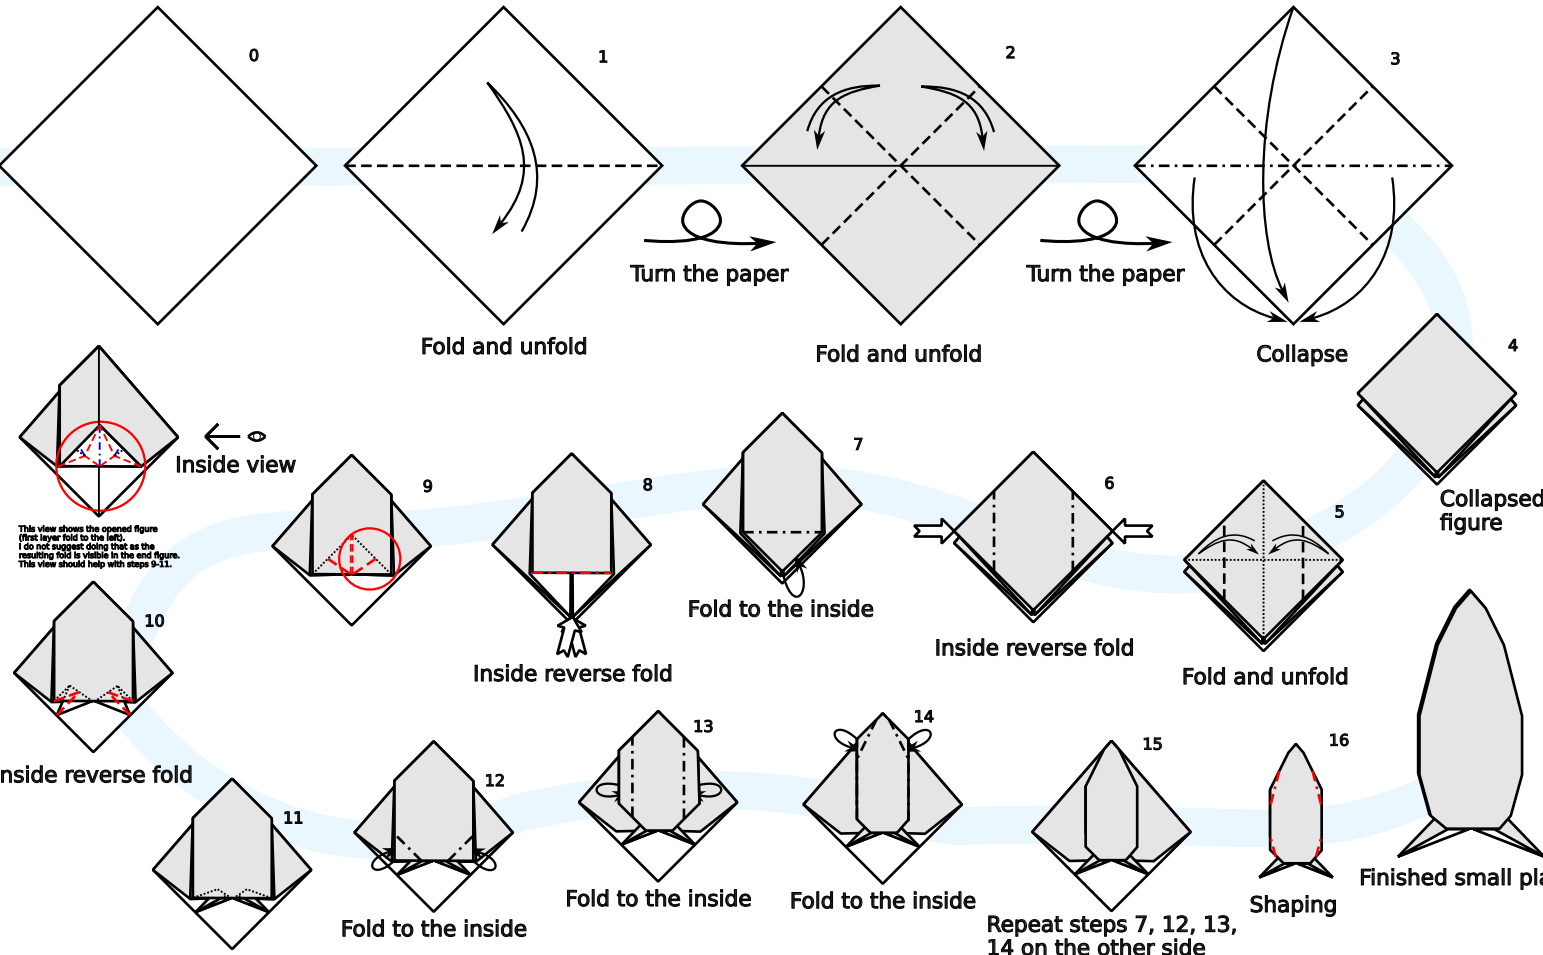 0
1
2
3
Turn the paper
Turn the paper
Fold and unfold
Fold and unfold
Collapse
4
Collapsed
figure
5
Fold and unfold
6
Inside reverse fold
7
Fold to the inside
8
Inside reverse fold
9
Inside view
This view shows the opened figure
(first layer fold to the left).
I do not suggest doing that as the
resulting fold is visible in the end figure.
This view should help with steps 9-11.
10
nside reverse fold
11
12
Fold to the inside
13
Fold to the inside
14
Fold to the inside
15
Repeat steps 7, 12, 13,
14 on the other side
16
Shaping
Finished small pla